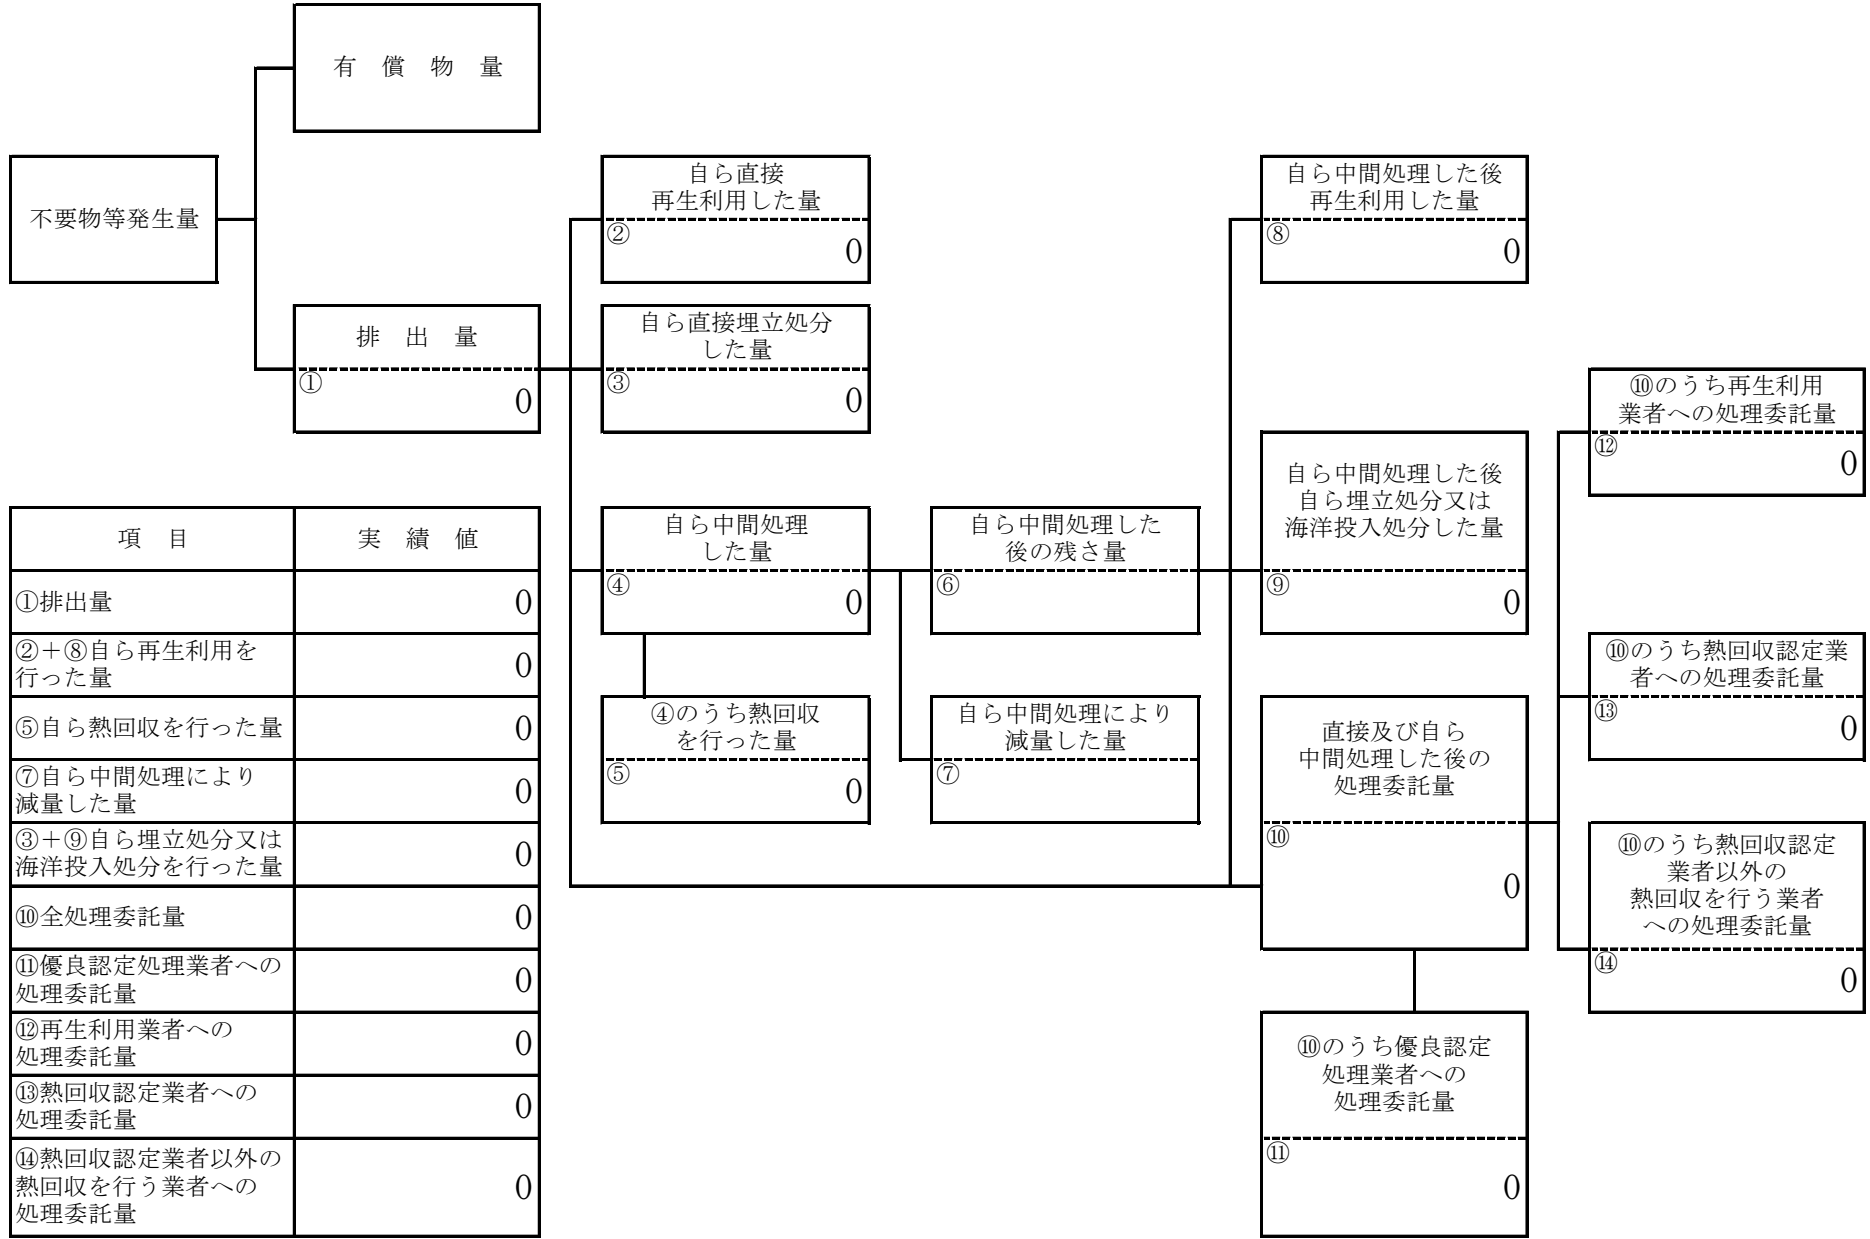 有　償　物　量
不要物等発生量
排　出　量
①
0
自ら直接
再生利用した量
②
0
自ら直接埋立処分
した量
③
0
自ら中間処理
した量
④
0
④のうち熱回収
を行った量
⑤
0
自ら中間処理した
後の残さ量
⑥
自ら中間処理により
減量した量
⑦
自ら中間処理した後
再生利用した量
⑧
0
自ら中間処理した後
自ら埋立処分又は
海洋投入処分した量
⑨
0
直接及び自ら
中間処理した後の
処理委託量
⑩
0
⑩のうち優良認定
処理業者への
処理委託量
⑪
0
⑩のうち再生利用
業者への処理委託量
⑫
0
⑩のうち熱回収認定業
者への処理委託量
⑬
0
⑩のうち熱回収認定
業者以外の
熱回収を行う業者
への処理委託量
⑭
0
項　目　実　績　値
①排出量　0
②＋⑧自ら再生利用を
行った量　0
⑤自ら熱回収を行った量　0
⑦自ら中間処理により
減量した量　0
③＋⑨自ら埋立処分又は
海洋投入処分を行った量　0
⑩全処理委託量　0
⑪優良認定処理業者への
処理委託量　0
⑫再生利用業者への
処理委託量　0
⑬熱回収認定業者への
処理委託量　0
⑭熱回収認定業者以外の
熱回収を行う業者への
処理委託量　0